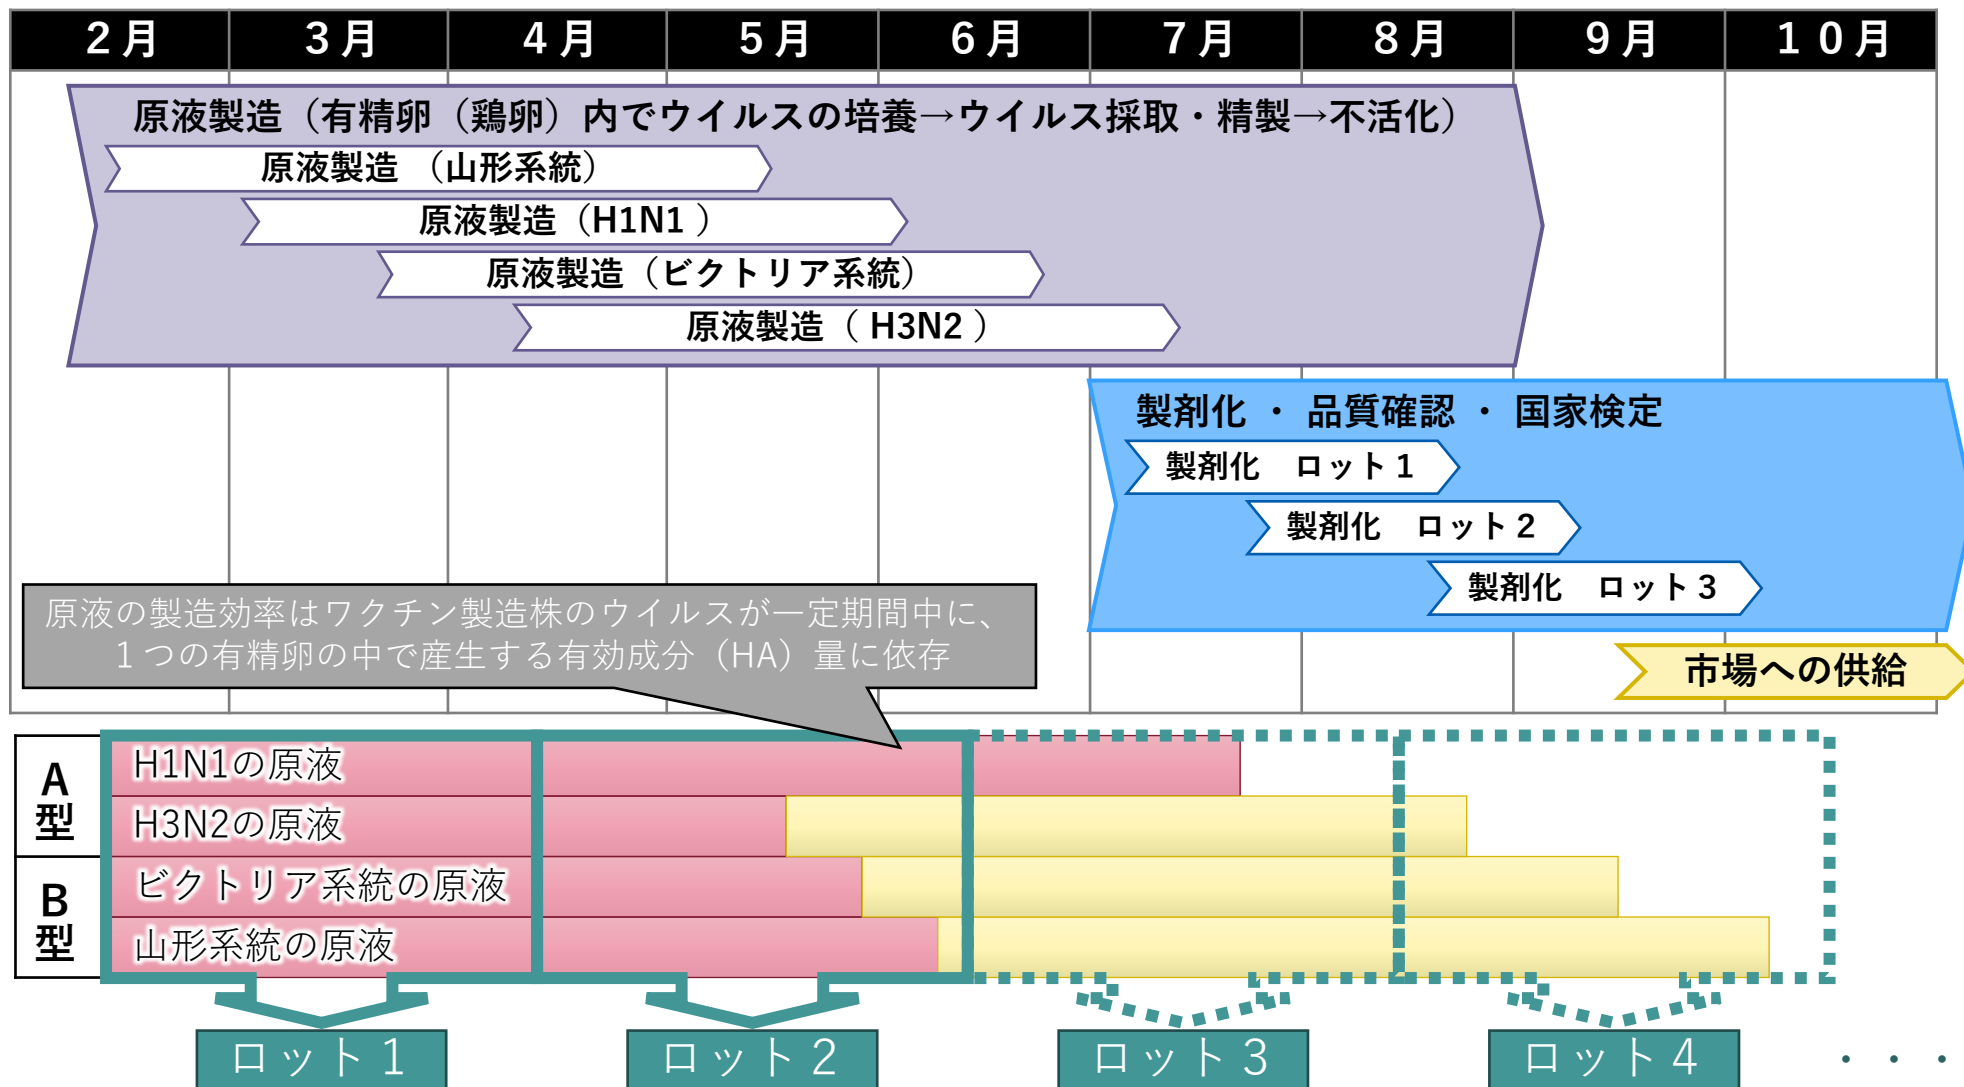 ２月 ３月 ４月 ５月 ６月 ７月 ８月 ９月 １０月
原液製造（有精卵（鶏卵）内でウイルスの培養→ウイルス採取・精製→不活化）
原液製造 （山形系統）
原液製造（H1N1 ）
原液製造（ビクトリア系統）
原液製造（ H3N2 ）
製剤化 ・ 品質確認 ・ 国家検定
製剤化　ロット１
製剤化　ロット２
製剤化　ロット３
原液の製造効率はワクチン製造株のウイルスが一定期間中に、
１つの有精卵の中で産生する有効成分（HA）量に依存
市場への供給
A型
H1N1の原液
H3N2の原液
B型
ビクトリア系統の原液
山形系統の原液
ロット１ ロット２ ロット３ ロット４ ・・・